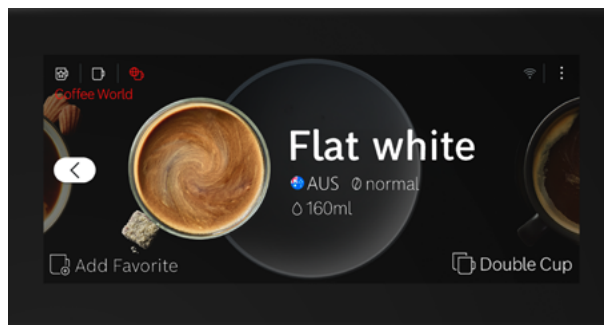 Coffee World
Flat white
AUS normal
160ml
Add Favorite
Double Cup